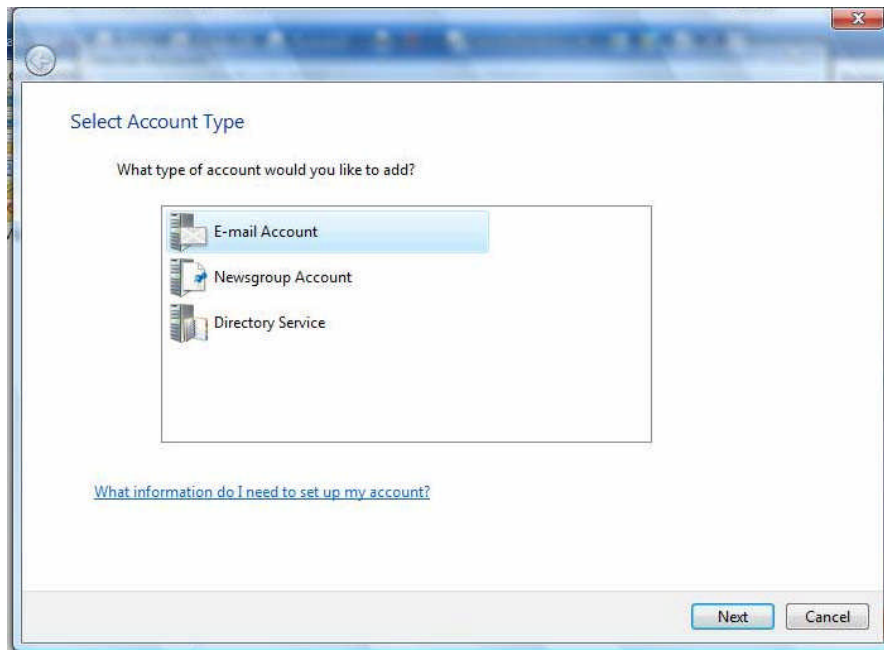 Select Account Type
What type of account would you like to add?
E-mail Account
Newsgroup Account
Directory Service
What information do I need to set up my account?
Next
Cancel